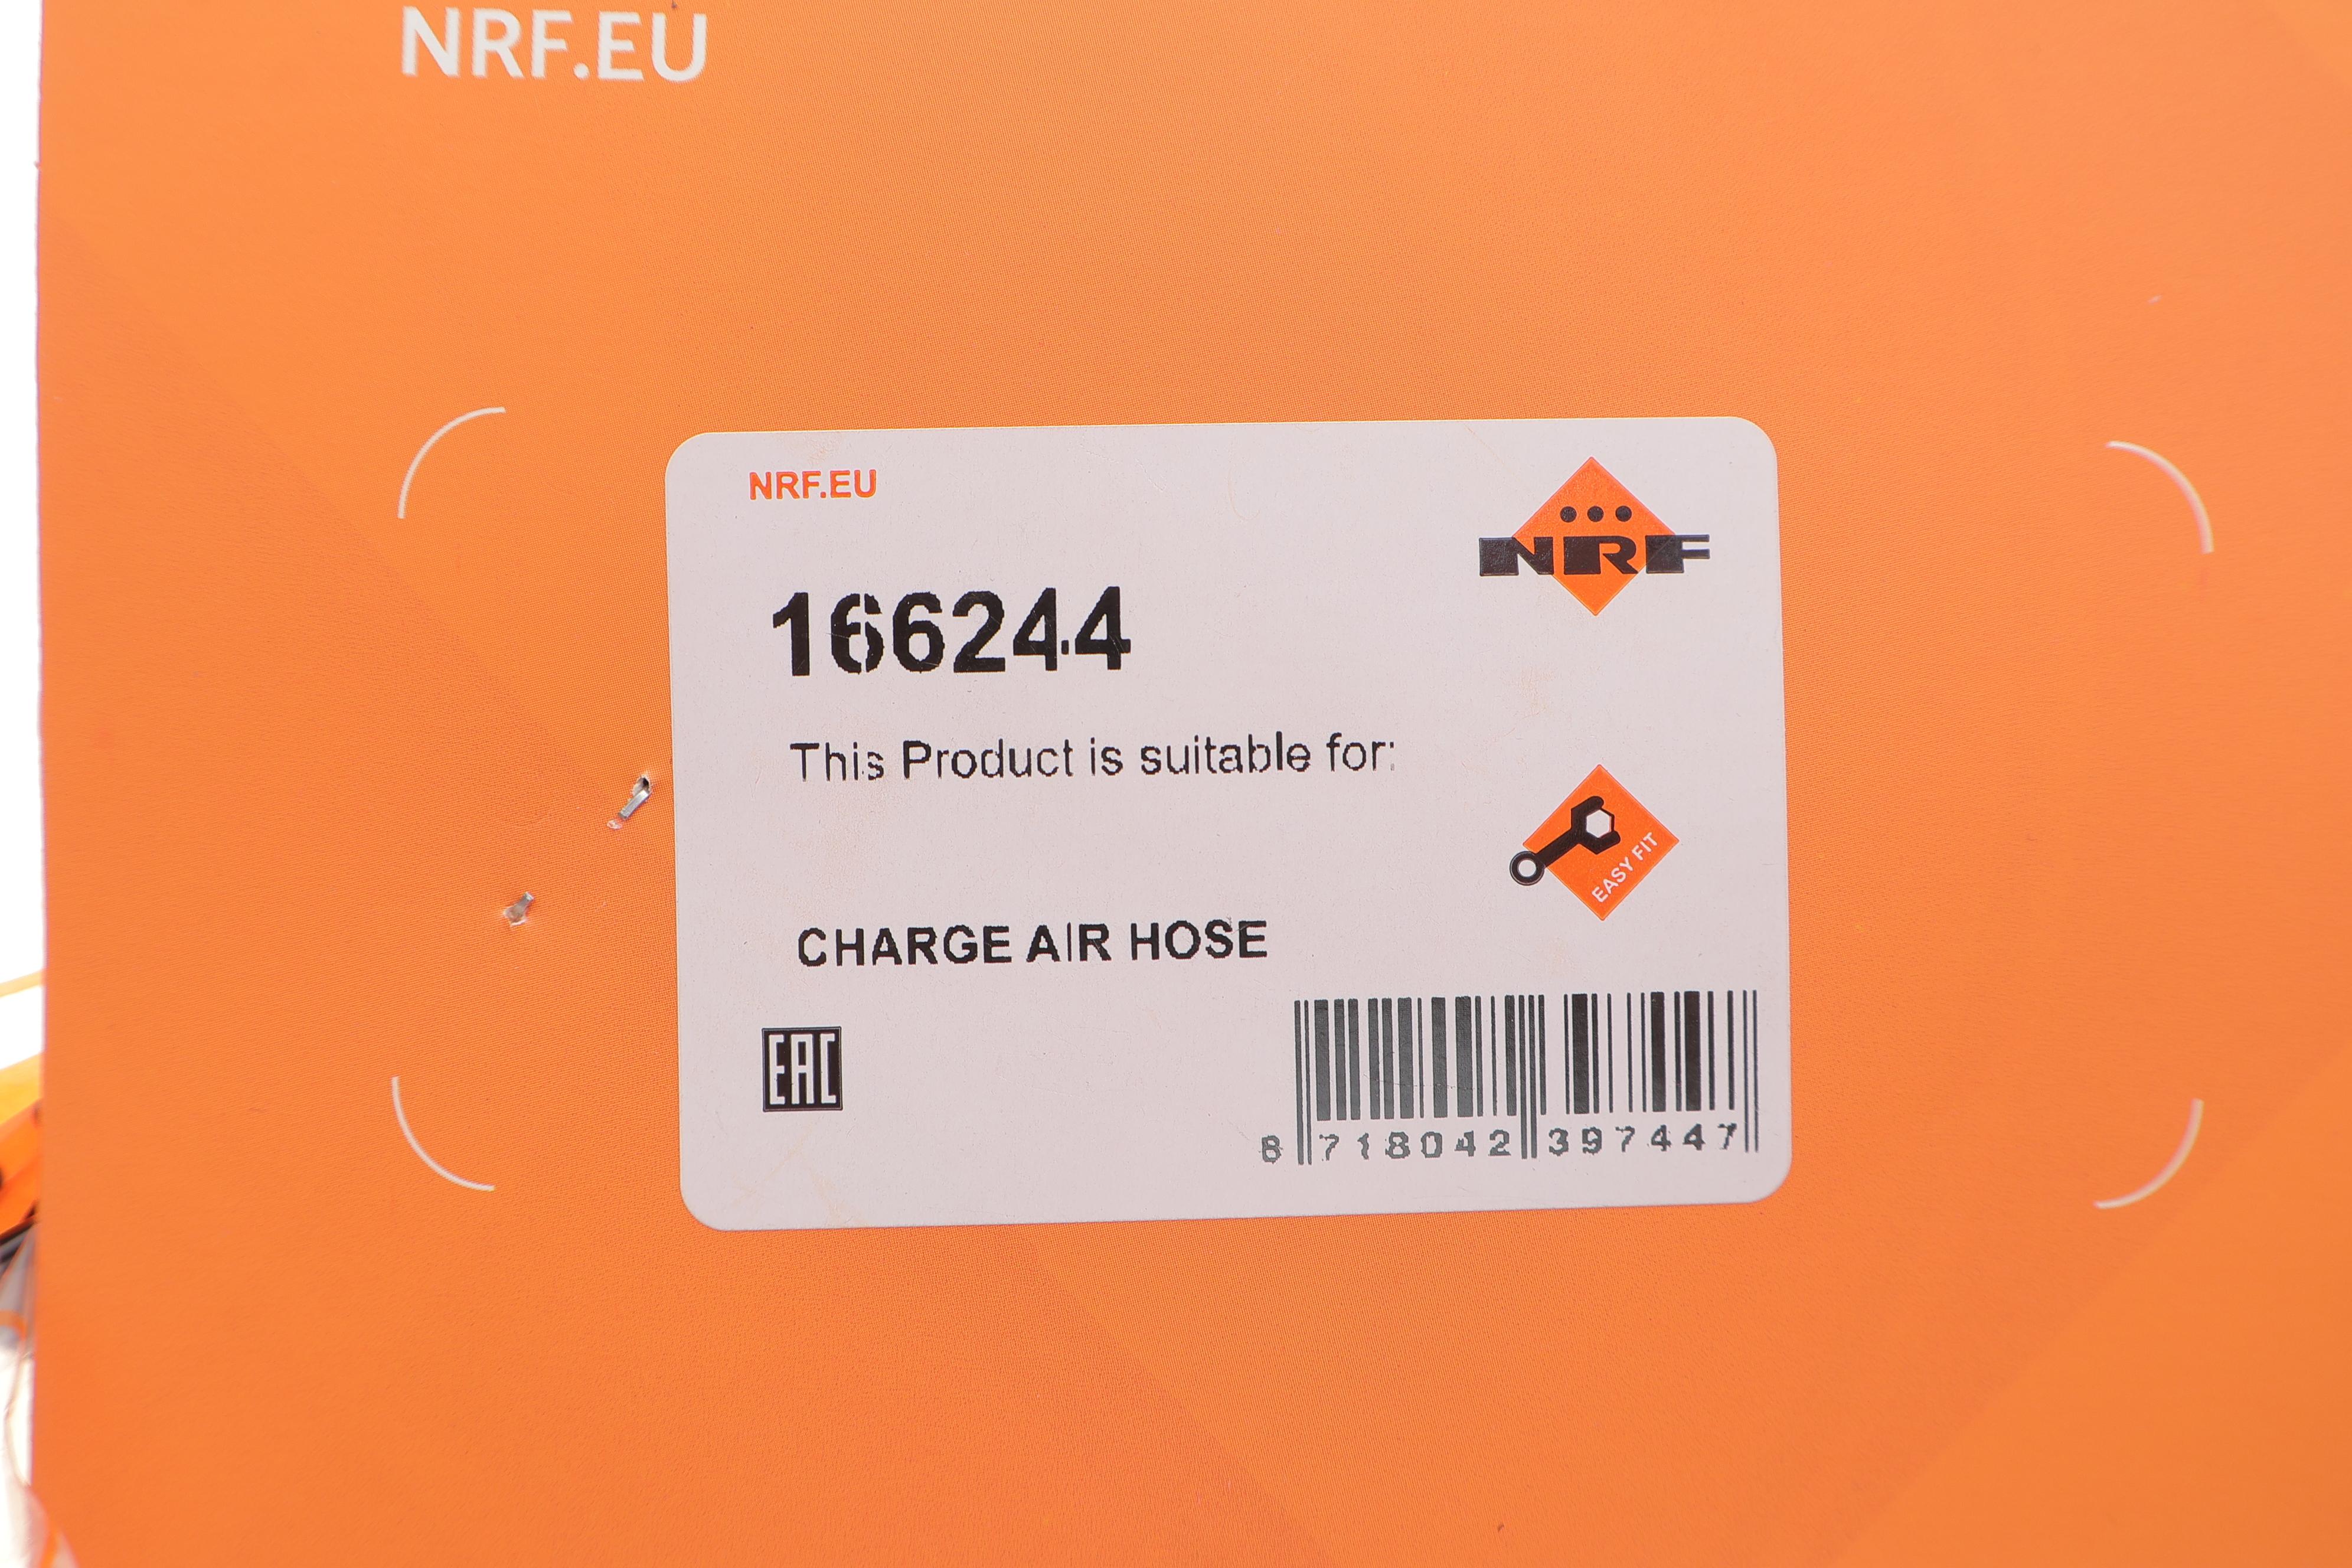 NRF.EU
NRF.EU
NRF
166244
This Product is suitable for:
EASY FIT
CHARGE AIR HOSE
EAC
8 718042 397447